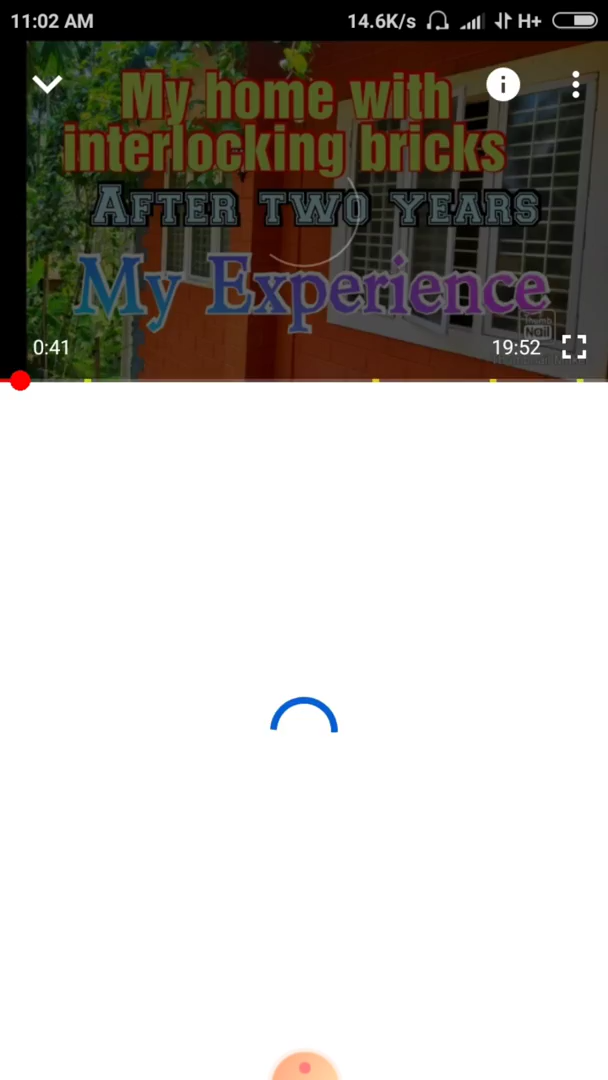 11:02 AM
14.6K/s
H+
My home with
interlocking bricks
AFTER TWO YEARS
My Experience
Nail
0:41
19:52